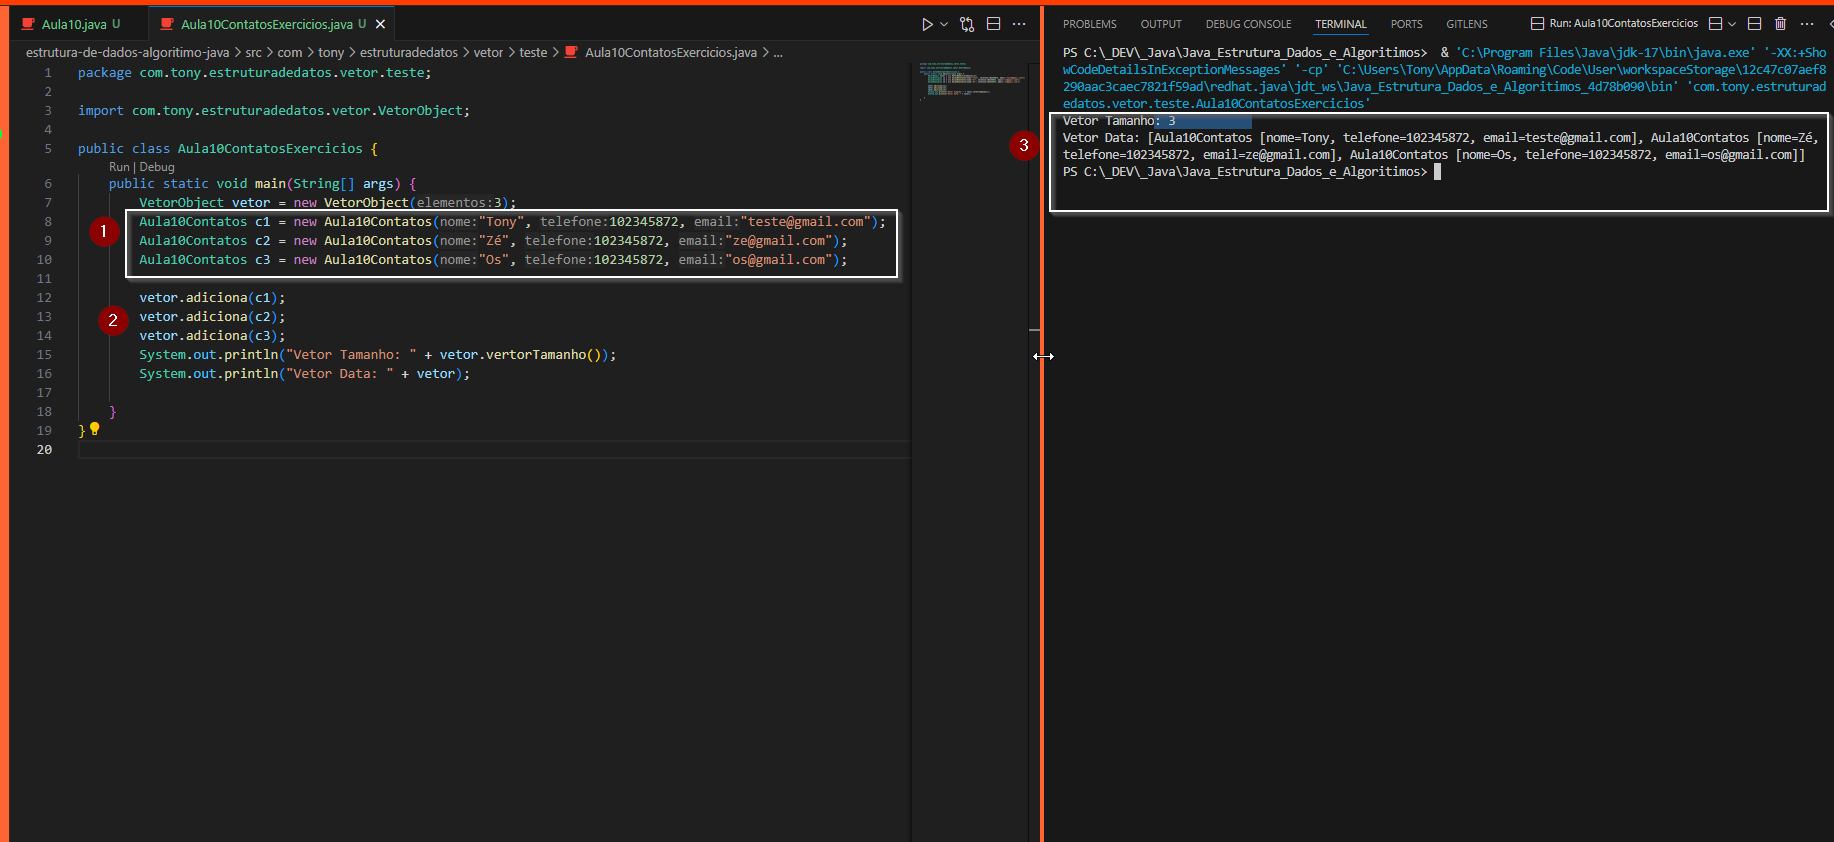 Aula10.java U
Aula10ContatosExercicios.java U
estrutura-de-dados-algoritimo-java > src > com > tony > estruturadedatos > vetor > teste > Aula10ContatosExercicios.java > ...
1 package com.tony.estruturadedatos.vetor.teste;
2
3 import com.tony.estruturadedatos.vetor.VetorObject;
4
5 public class Aula10ContatosExercicios {
Run | Debug
6 public static void main(String[] args) {
7 VetorObject vetor = new VetorObject(elementos:3);
1
8 Aula10Contatos c1 = new Aula10Contatos(nome:"Tony", telefone:102345872, email:"teste@gmail.com");
9 Aula10Contatos c2 = new Aula10Contatos(nome:"Zé", telefone:102345872, email:"ze@gmail.com");
10 Aula10Contatos c3 = new Aula10Contatos(nome:"Os", telefone:102345872, email:"os@gmail.com");
11
12 vetor.adiciona(c1);
2
13 vetor.adiciona(c2);
14 vetor.adiciona(c3);
15 System.out.println("Vetor Tamanho: " + vetor.vertorTamanho());
16 System.out.println("Vetor Data: " + vetor);
17
18 }
19 }
20
PROBLEMS OUTPUT DEBUG CONSOLE TERMINAL PORTS GITLENS
Run: Aula10ContatosExercicios
PS C:\_DEV\_Java\Java_Estrutura_Dados_e_Algoritimos> & 'C:\Program Files\Java\jdk-17\bin\java.exe' '-XX:+Sho
wCodeDetailsInExceptionMessages' '-cp' 'C:\Users\Tony\AppData\Roaming\Code\User\workspaceStorage\12c47c07aef8
290aac3caec7821f59ad\redhat.java\jdt_ws\Java_Estrutura_Dados_e_Algoritimos_4d78b090\bin' 'com.tony.estruturad
edatos.vetor.teste.Aula10ContatosExercicios'
3
Vetor Tamanho: 3
Vetor Data: [Aula10Contatos [nome=Tony, telefone=102345872, email=teste@gmail.com], Aula10Contatos [nome=Zé,
telefone=102345872, email=ze@gmail.com], Aula10Contatos [nome=Os, telefone=102345872, email=os@gmail.com]]
PS C:\_DEV\_Java\Java_Estrutura_Dados_e_Algoritimos>